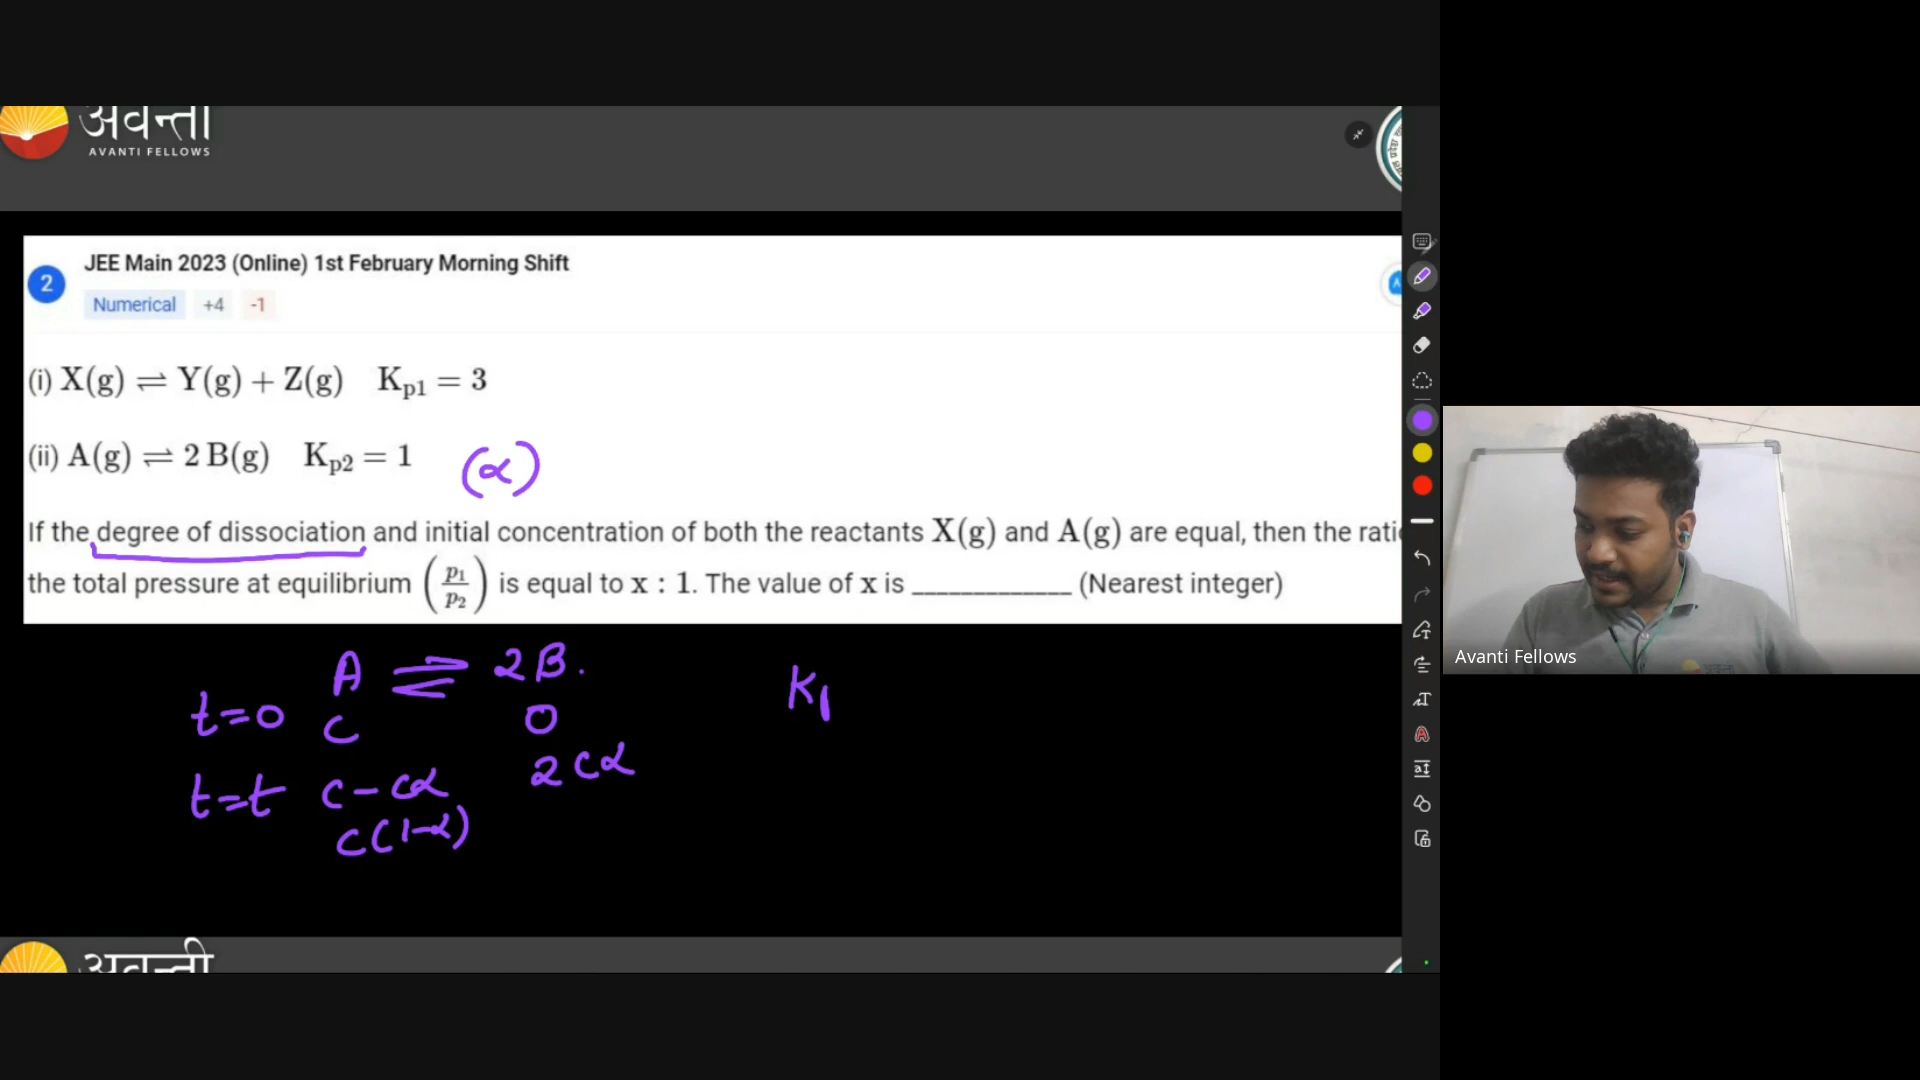 अवन्ती
AVANTI FELLOWS
2
JEE Main 2023 (Online) 1st February Morning Shift
Numerical +4 -1
(i) X(g) ⇌ Y(g) + Z(g) Kp1 = 3
(ii) A(g) ⇌ 2 B(g) Kp2 = 1 (α)
If the degree of dissociation and initial concentration of both the reactants X(g) and A(g) are equal, then the rati
the total pressure at equilibrium (p1/p2) is equal to x : 1. The value of x is ____________ (Nearest integer)
A ⇌ 2B.
t=0 C 0
t=t C-Cα 2Cα
C(1-α)
K1
Avanti Fellows
अवन्ती